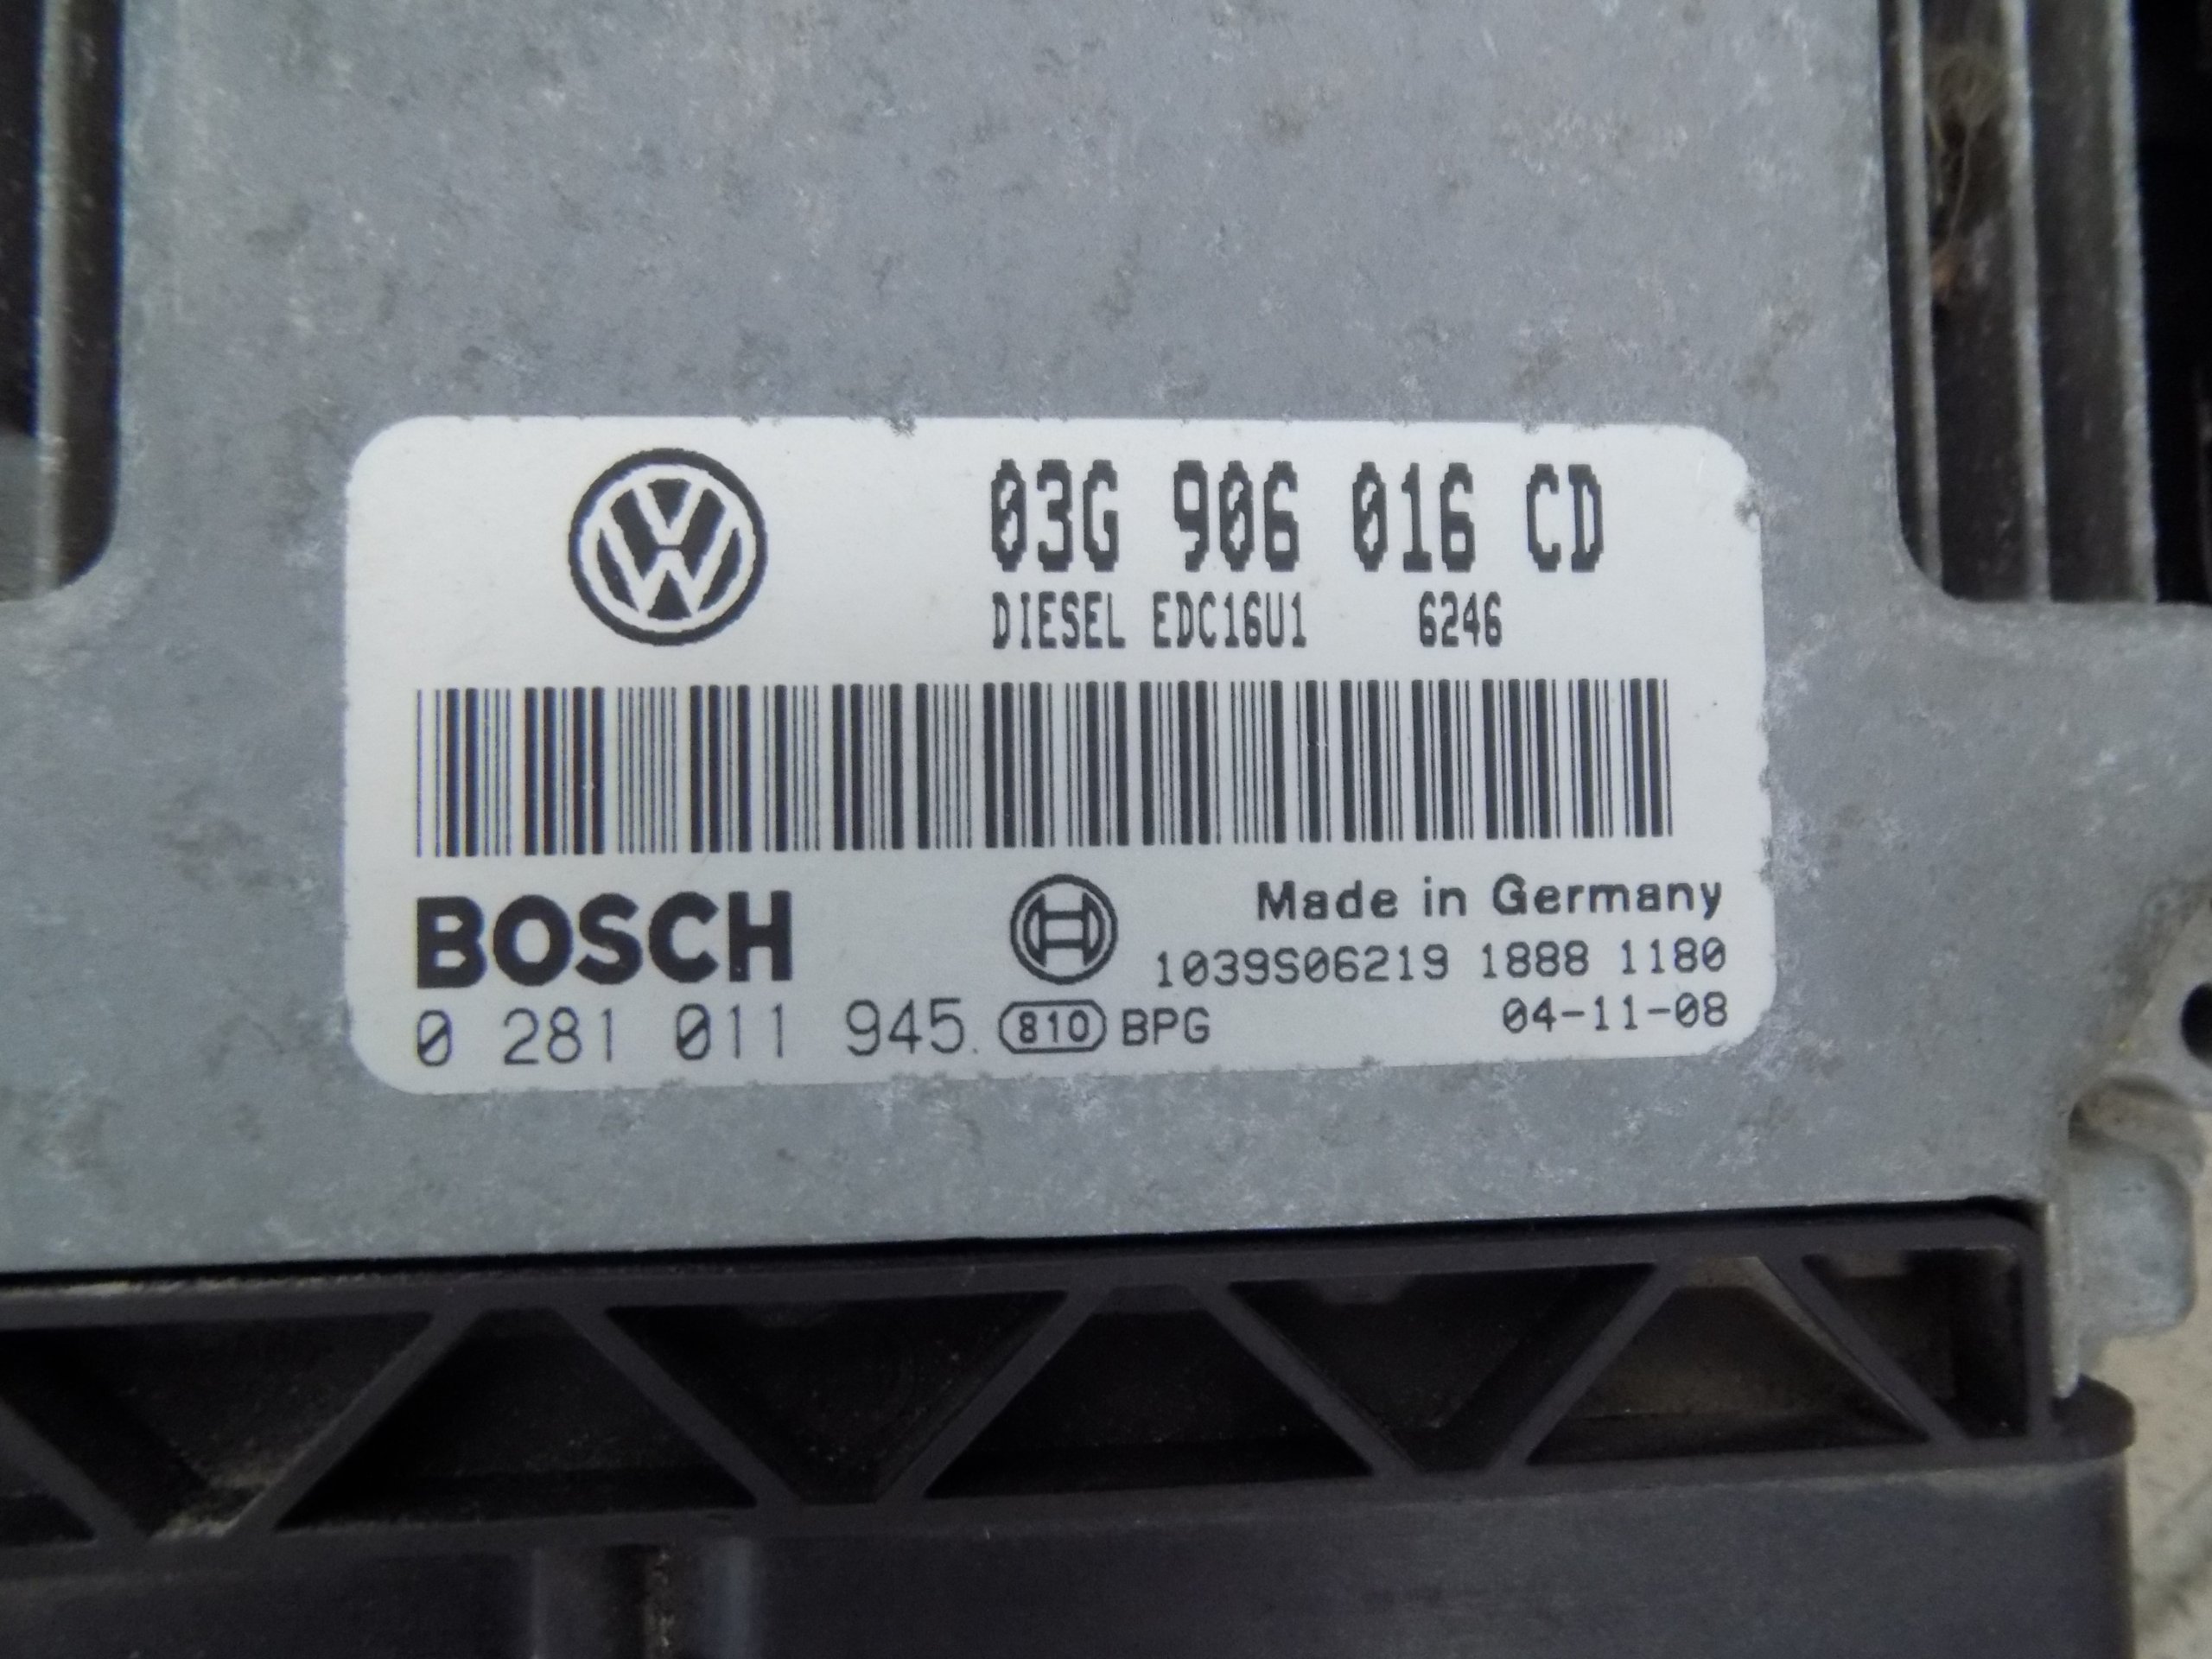 03G 906 016 CD
DIESEL EDC16U1 6246
BOSCH
Made in Germany
1039S06219 1888 1180
0 281 011 945. 810 BPG 04-11-08